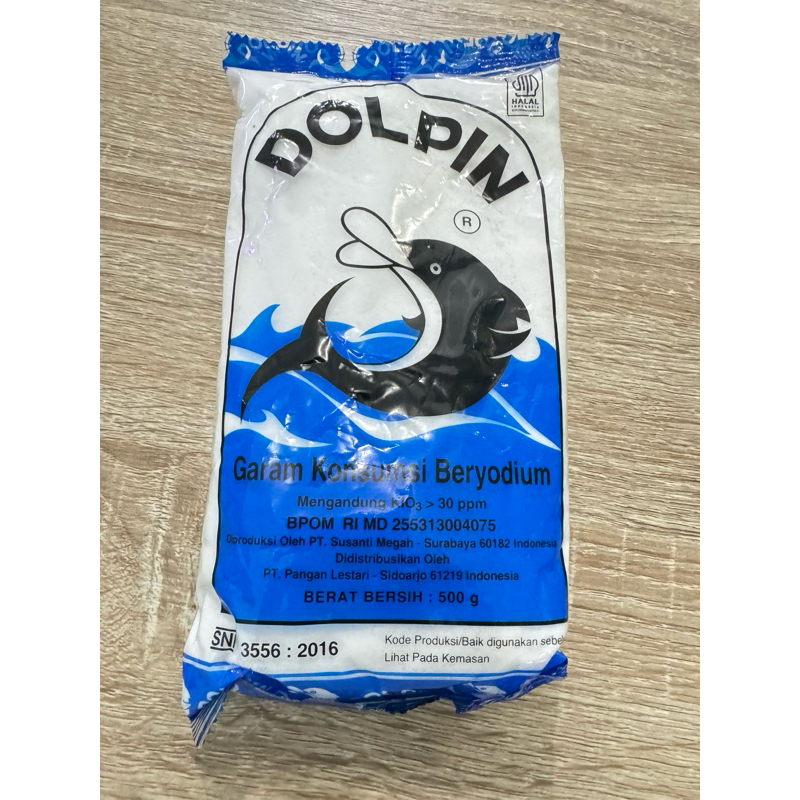 HALAL
INDONESIA
DOLPIN
R
Garam Konsumsi Beryodium
Mengandung KIO₃ > 30 ppm
BPOM RI MD 255313004075
Diproduksi Oleh PT. Susanti Megah - Surabaya 60182 Indonesia
Didistribusikan Oleh
PT. Pangan Lestari - Sidoarjo 61219 Indonesia
BERAT BERSIH : 500 g
SNI 3556 : 2016
Kode Produksi/Baik digunakan sebe
Lihat Pada Kemasan